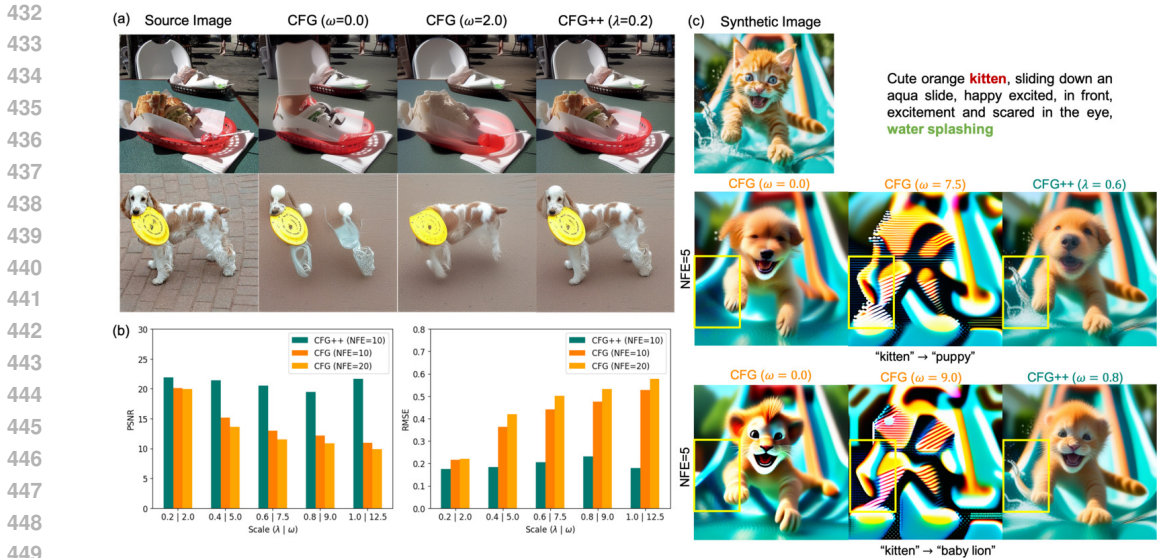 432
433
434
435
436
437
438
439
440
441
442
443
444
445
446
447
448
449
(a) Source Image CFG (ω=0.0) CFG (ω=2.0) CFG++ (λ=0.2)
(b)
30
25
20
15
10
5
0
PSNR
CFG++ (NFE=10)
CFG (NFE=10)
CFG (NFE=20)
0.2 | 2.0 0.4 | 5.0 0.6 | 7.5 0.8 | 9.0 1.0 | 12.5
Scale (λ | ω)
0.8
0.7
0.6
0.5
0.4
0.3
0.2
0.1
0.0
RMSE
CFG++ (NFE=10)
CFG (NFE=10)
CFG (NFE=20)
0.2 | 2.0 0.4 | 5.0 0.6 | 7.5 0.8 | 9.0 1.0 | 12.5
Scale (λ | ω)
(c) Synthetic Image
Cute orange kitten, sliding down an
aqua slide, happy excited, in front,
excitement and scared in the eye,
water splashing
CFG (ω = 0.0) CFG (ω = 7.5) CFG++ (λ = 0.6)
NFE=5
“kitten” → “puppy”
CFG (ω = 0.0) CFG (ω = 9.0) CFG++ (ω = 0.8)
NFE=5
“kitten” → “baby lion”